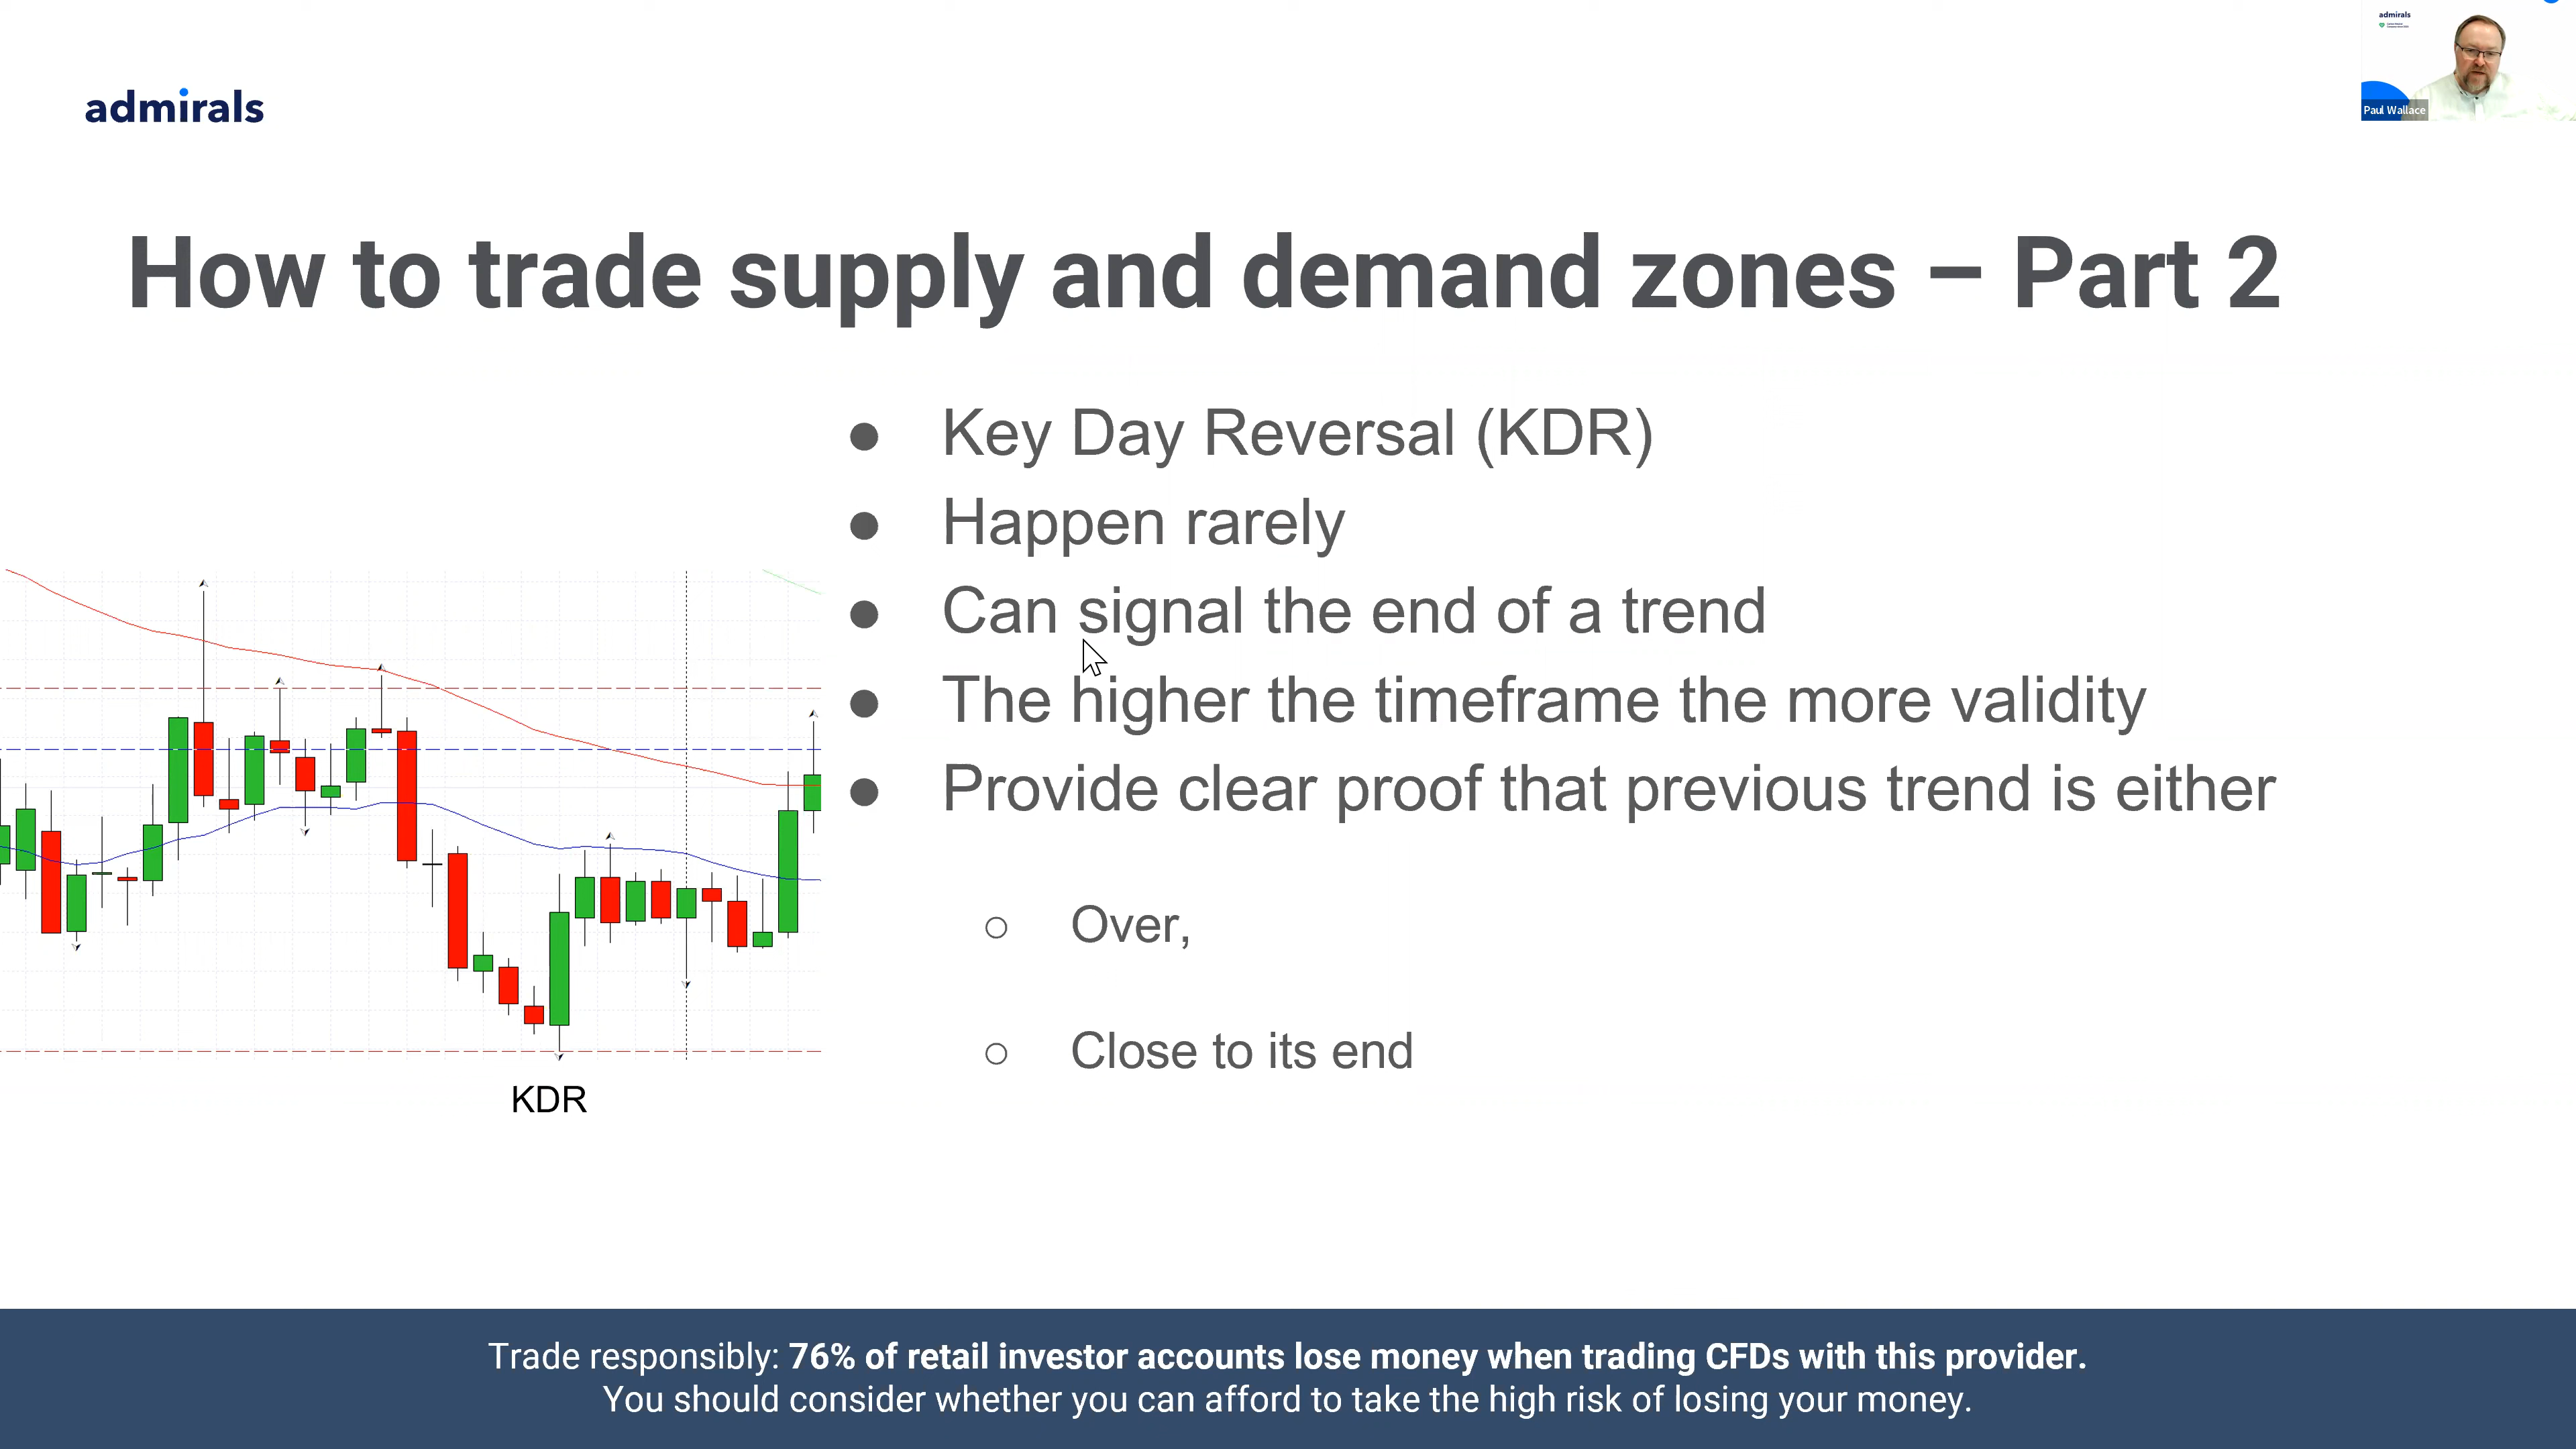 admirals
admirals
Paul Wallace
How to trade supply and demand zones – Part 2
● Key Day Reversal (KDR)
● Happen rarely
● Can signal the end of a trend
● The higher the timeframe the more validity
● Provide clear proof that previous trend is either
○ Over,
○ Close to its end
KDR
Trade responsibly: 76% of retail investor accounts lose money when trading CFDs with this provider.
You should consider whether you can afford to take the high risk of losing your money.